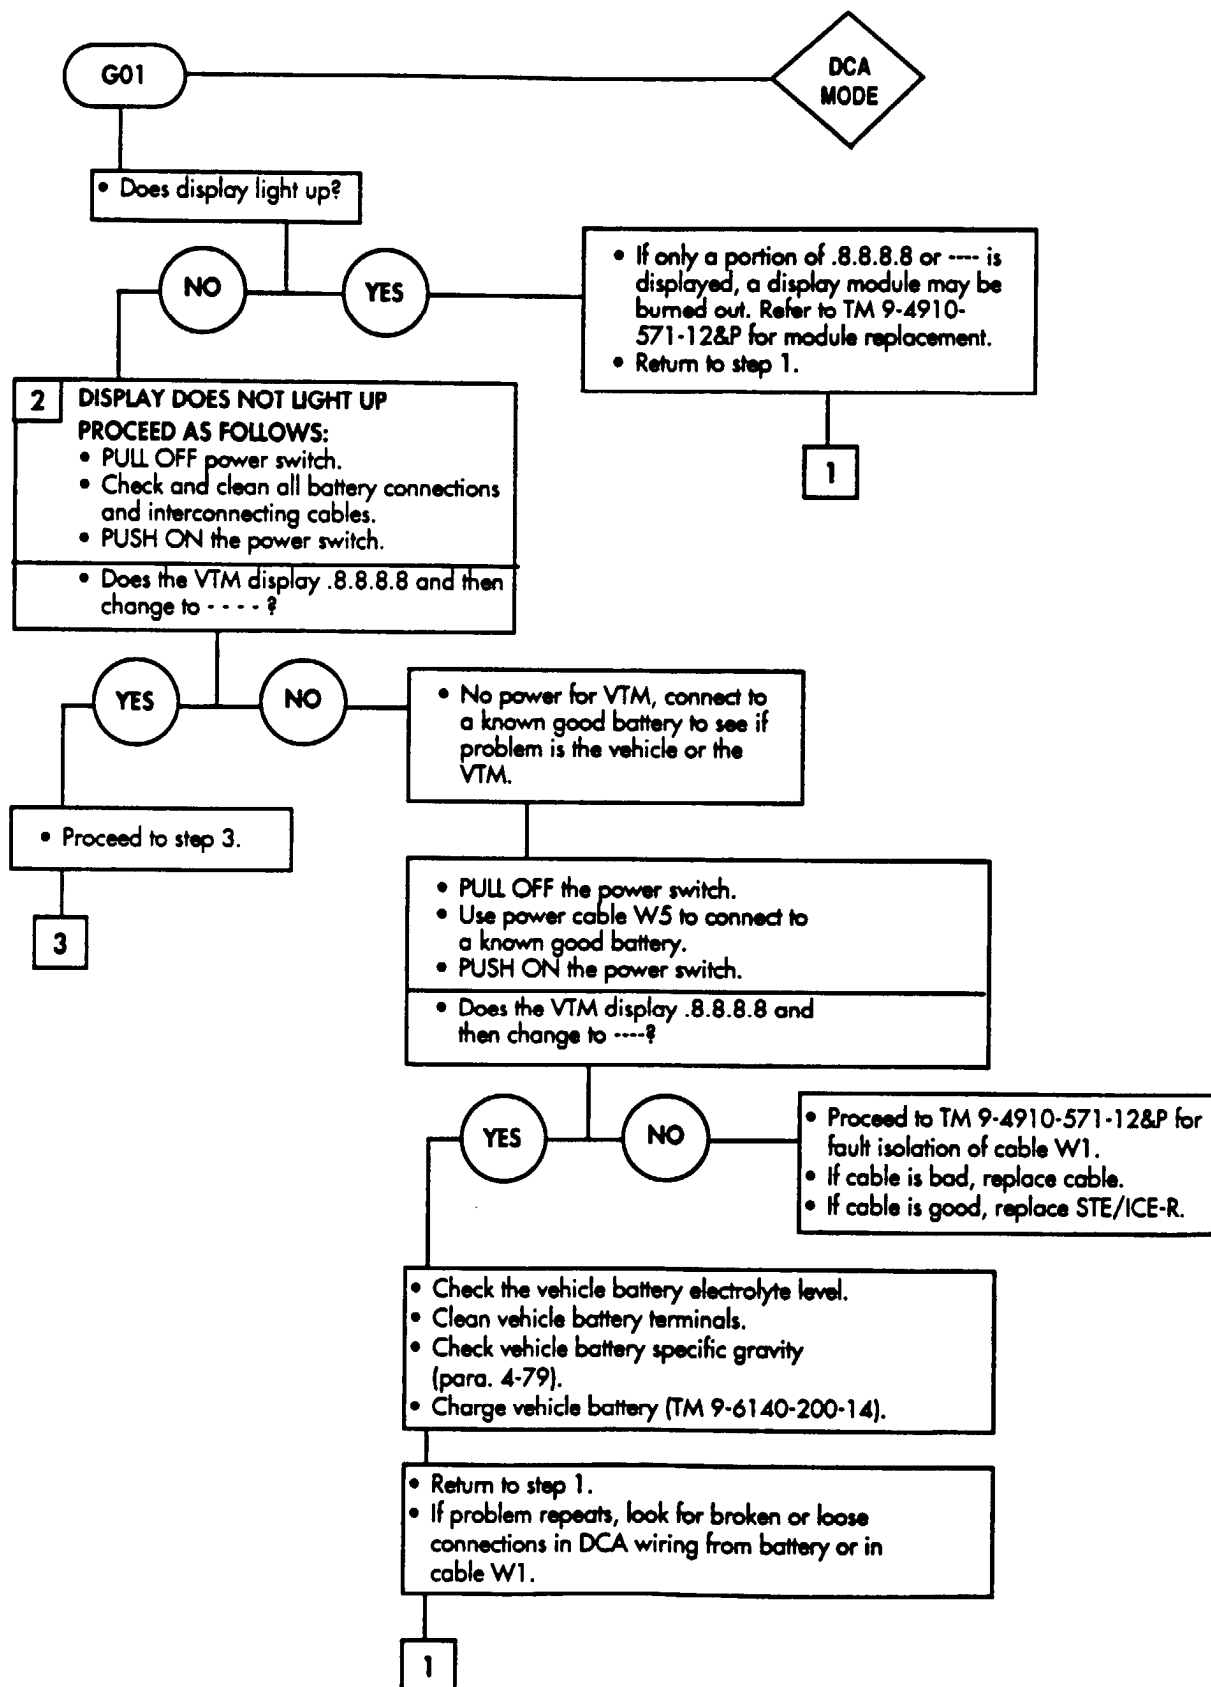 G01
DCA
MODE
• Does display light up?
NO
YES
• If only a portion of .8.8.8.8 or ---- is
displayed, a display module may be
burned out. Refer to TM 9-4910-
571-12&P for module replacement.
• Return to step 1.
1
2 DISPLAY DOES NOT LIGHT UP
PROCEED AS FOLLOWS:
• PULL OFF power switch.
• Check and clean all battery connections
and interconnecting cables.
• PUSH ON the power switch.
• Does the VTM display .8.8.8.8 and then
change to - - - - ?
YES
NO
• No power for VTM, connect to
a known good battery to see if
problem is the vehicle or the
VTM.
• Proceed to step 3.
3
• PULL OFF the power switch.
• Use power cable W5 to connect to
a known good battery.
• PUSH ON the power switch.
• Does the VTM display .8.8.8.8 and
then change to ----?
YES
NO
• Proceed to TM 9-4910-571-12&P for
fault isolation of cable W1.
• If cable is bad, replace cable.
• If cable is good, replace STE/ICE-R.
• Check the vehicle battery electrolyte level.
• Clean vehicle battery terminals.
• Check vehicle battery specific gravity
(para. 4-79).
• Charge vehicle battery (TM 9-6140-200-14).
• Return to step 1.
• If problem repeats, look for broken or loose
connections in DCA wiring from battery or in
cable W1.
1